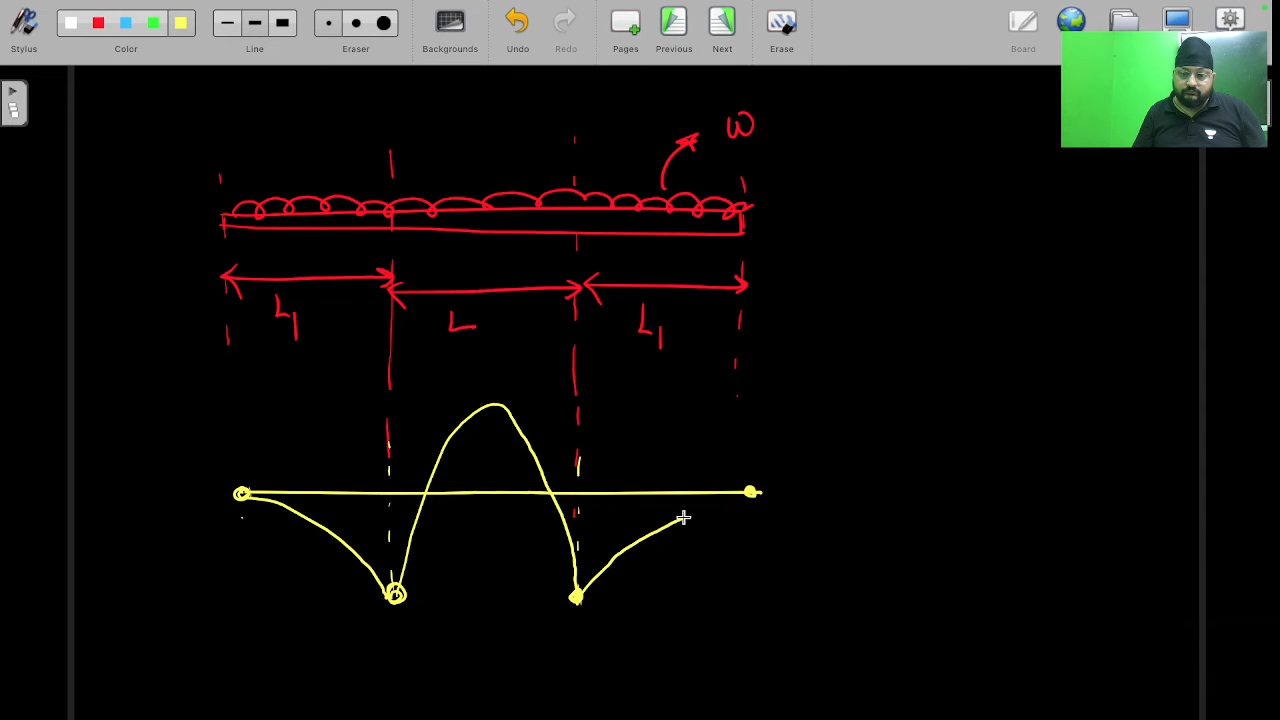 Stylus
Color
Line
Eraser
Backgrounds
Undo
Redo
Pages
Previous
Next
Erase
Board
W
L1
L
L1